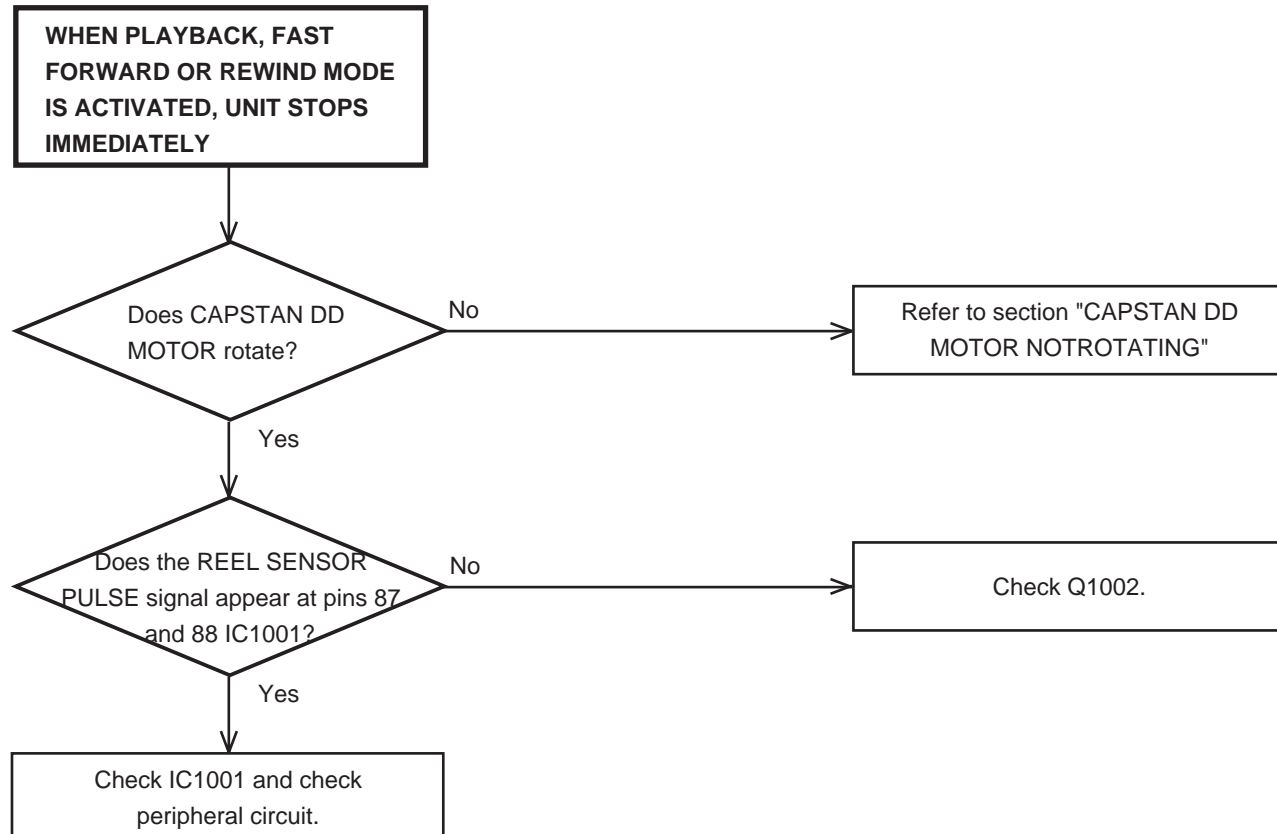 WHEN PLAYBACK, FAST
FORWARD OR REWIND MODE
IS ACTIVATED, UNIT STOPS
IMMEDIATELY
Does CAPSTAN DD
MOTOR rotate?
No
Refer to section "CAPSTAN DD
MOTOR NOTROTATING"
Yes
Does the REEL SENSOR
PULSE signal appear at pins 87
and 88 IC1001?
No
Check Q1002.
Yes
Check IC1001 and check
peripheral circuit.